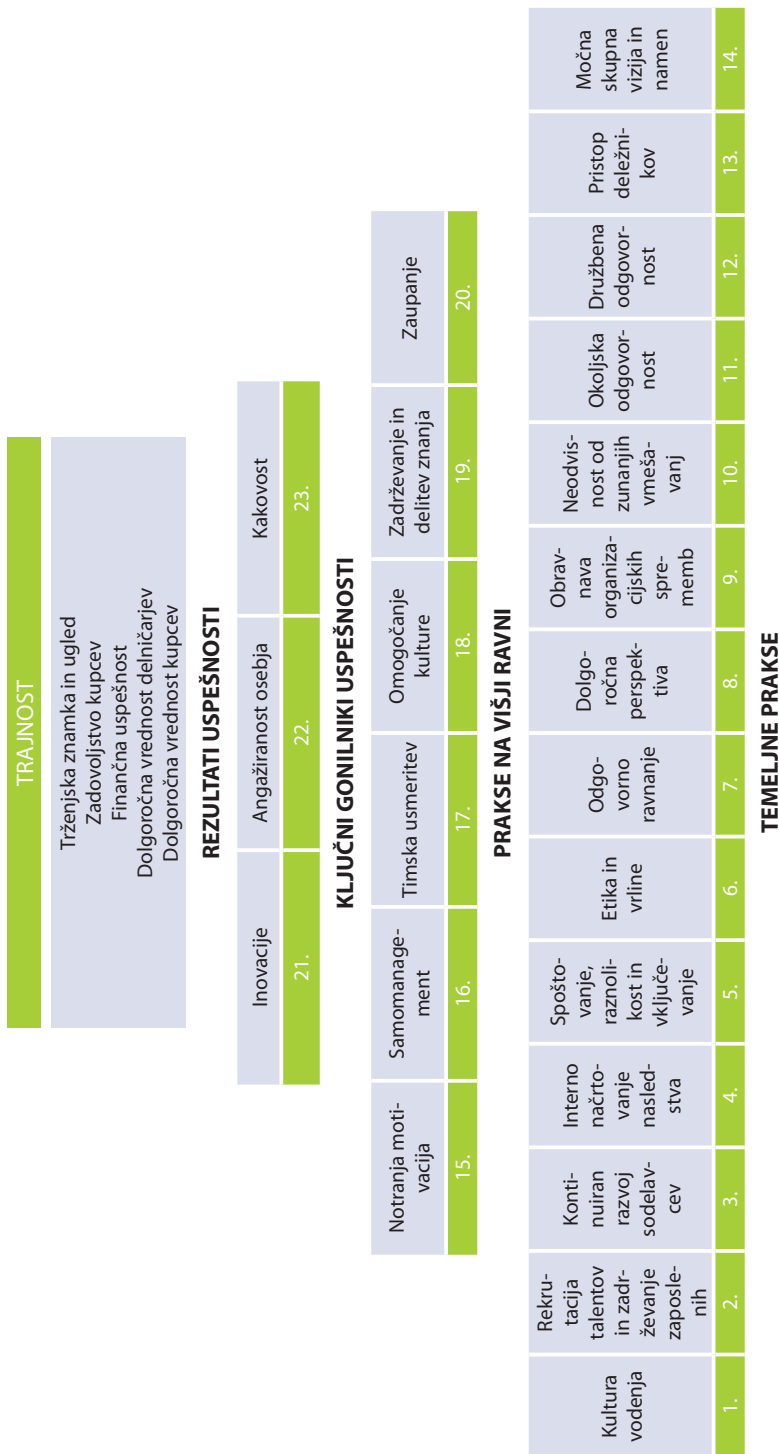 TRAJNOST
Trženjska znamka in ugled
Zadovoljstvo kupcev
Finančna uspešnost
Dolgoročna vrednost delničarjev
Dolgoročna vrednost kupcev
REZULTATI USPEŠNOSTI
Inovacije
21.
Angažiranost osebja
22.
Kakovost
23.
KLJUČNI GONILNIKI USPEŠNOSTI
Notranja moti-
vacija
15.
Samomanage-
ment
16.
Timska usmeritev
17.
Omogočanje
kulture
18.
Zadrževanje in
delitev znanja
19.
Zaupanje
20.
PRAKSE NA VIŠJI RAVNI
Kultura
vodenja
1.
Rekru-
tacija
talentov
in zadr-
ževanje
zaposle-
nih
2.
Konti-
nuiran
razvoj
sodelav-
cev
3.
Interno
načrto-
vanje
nasled-
stva
4.
Spošto-
vanje,
raznoli-
kost in
vključe-
vanje
5.
Etika in
vrline
6.
Odgo-
vorno
ravnanje
7.
Dolgo-
ročna
perspek-
tiva
8.
Obrav-
nava
organiza-
cijskih
spre-
memb
9.
Neodvis-
nost od
zunanjih
vmeša-
vanj
10.
Okoljska
odgovor-
nost
11.
Družbena
odgovor-
nost
12.
Pristop
deležni-
kov
13.
Močna
skupna
vizija in
namen
14.
TEMELJNE PRAKSE